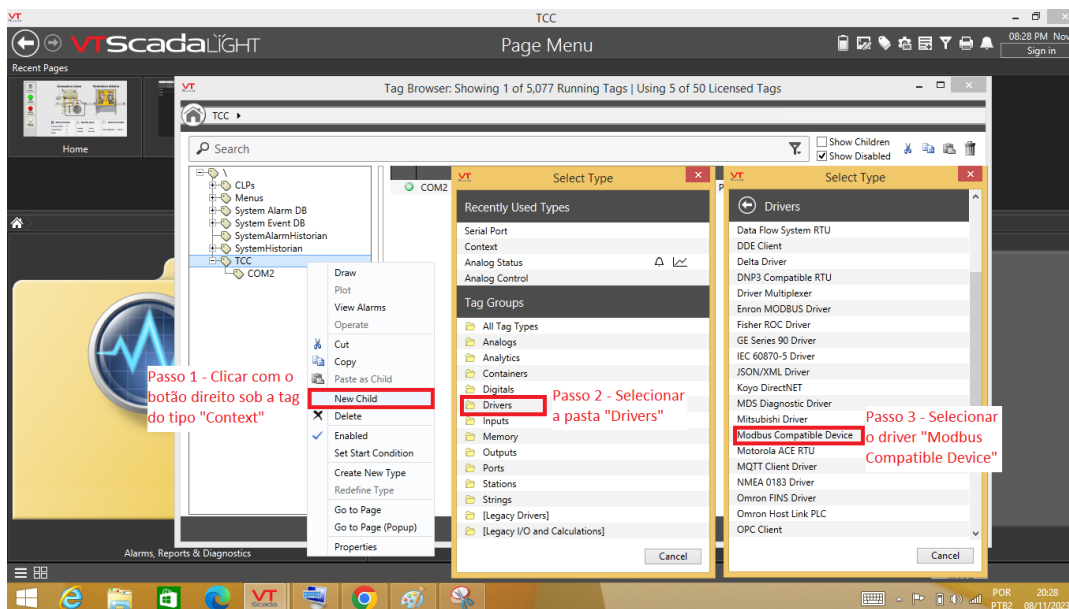 VT
TCC
VTScadaLIGHT
Page Menu
08:28 PM Nov
Sign in
Recent Pages
Home
VT
Tag Browser: Showing 1 of 5,077 Running Tags | Using 5 of 50 Licensed Tags
TCC
Search
Show Children
Show Disabled
\
CLPs
Menus
System Alarm DB
System Event DB
SystemAlarmHistorian
SystemHistorian
TCC
COM2
COM2
P
Draw
Plot
View Alarms
Operate
Cut
Copy
Paste as Child
New Child
Delete
Enabled
Set Start Condition
Create New Type
Redefine Type
Go to Page
Go to Page (Popup)
Properties
Passo 1 - Clicar com o
botão direito sob a tag
do tipo "Context"
VT
Select Type
Recently Used Types
Serial Port
Context
Analog Status
Analog Control
Tag Groups
All Tag Types
Analogs
Analytics
Containers
Digitals
Drivers
Inputs
Memory
Outputs
Ports
Stations
Strings
[Legacy Drivers]
[Legacy I/O and Calculations]
Cancel
Passo 2 - Selecionar
a pasta "Drivers"
VT
Select Type
Drivers
Data Flow System RTU
DDE Client
Delta Driver
DNP3 Compatible RTU
Driver Multiplexer
Enron MODBUS Driver
Fisher ROC Driver
GE Series 90 Driver
IEC 60870-5 Driver
JSON/XML Driver
Koyo DirectNET
MDS Diagnostic Driver
Mitsubishi Driver
Modbus Compatible Device
Motorola ACE RTU
MQTT Client Driver
NMEA 0183 Driver
Omron FINS Driver
Omron Host Link PLC
OPC Client
Cancel
Passo 3 - Selecionar
o driver "Modbus
Compatible Device"
Alarms, Reports & Diagnostics
VT
Scada
POR
PTB2
20:28
08/11/2023